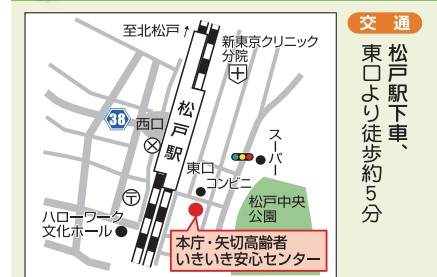 交　通
松戸駅下車、
東口より徒歩約5分
至北松戸↑
新東京クリニック
分院
38
西口
松戸駅
東口
コンビニ
スーパー
松戸中央
公園
〒
ハローワーク
文化ホール
本庁・矢切高齢者
いきいき安心センター